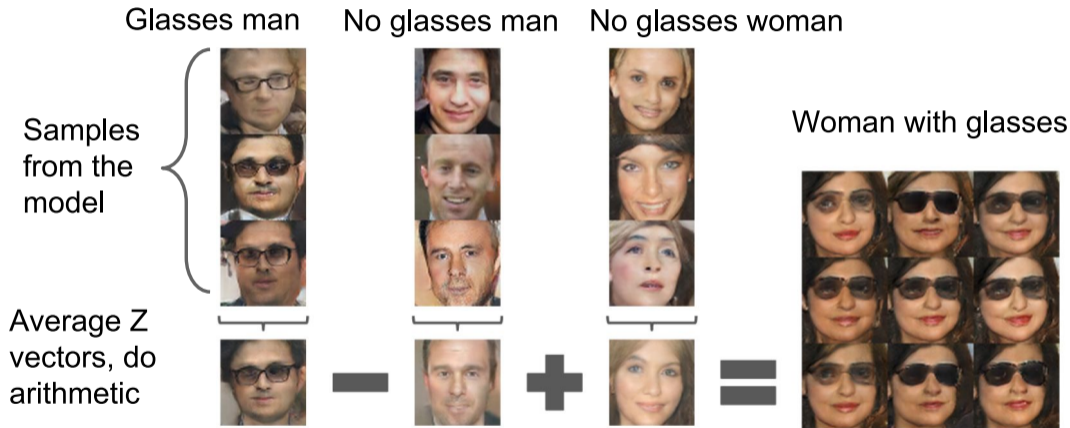 Glasses man
No glasses man
No glasses woman
Samples
from the
model
Woman with glasses
Average Z
vectors, do
arithmetic